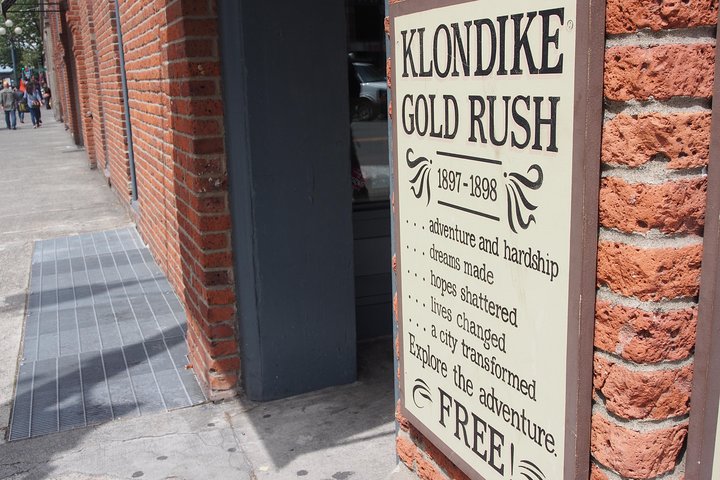 KLONDIKE
GOLD RUSH
1897-1898
....adventure and hardship
....dreams made
....hopes shattered
....lives changed
....a city transformed
Explore the adventure.
FREE!